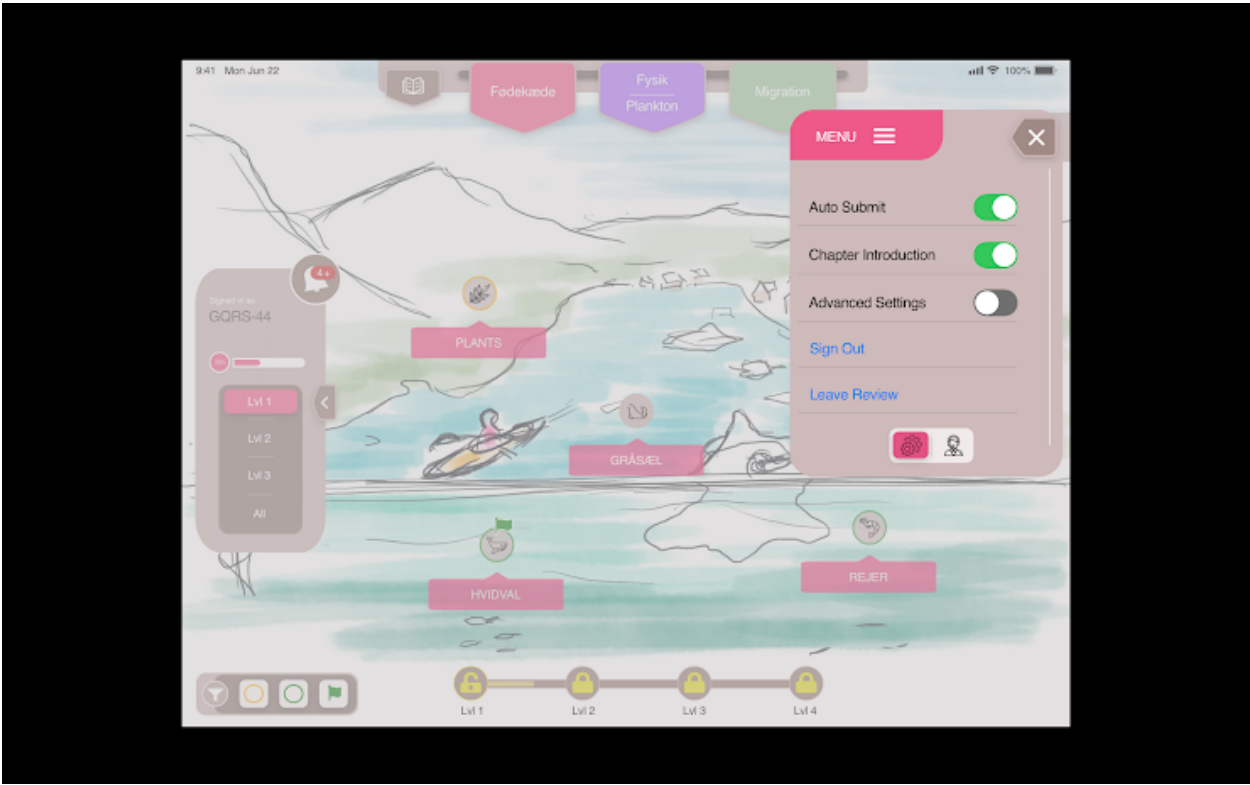 9:41 Mon Jun 22
100%
Fødekæde
Fysik
Plankton
Migration
MENU
Auto Submit
Chapter Introduction
Advanced Settings
Sign Out
Leave Review
4+
Signed in as
GQRS-44
Lvl 1
Lvl 2
Lvl 3
All
PLANTS
GRÅSÆL
HVIDVAL
REJER
Lvl 1
Lvl 2
Lvl 3
Lvl 4